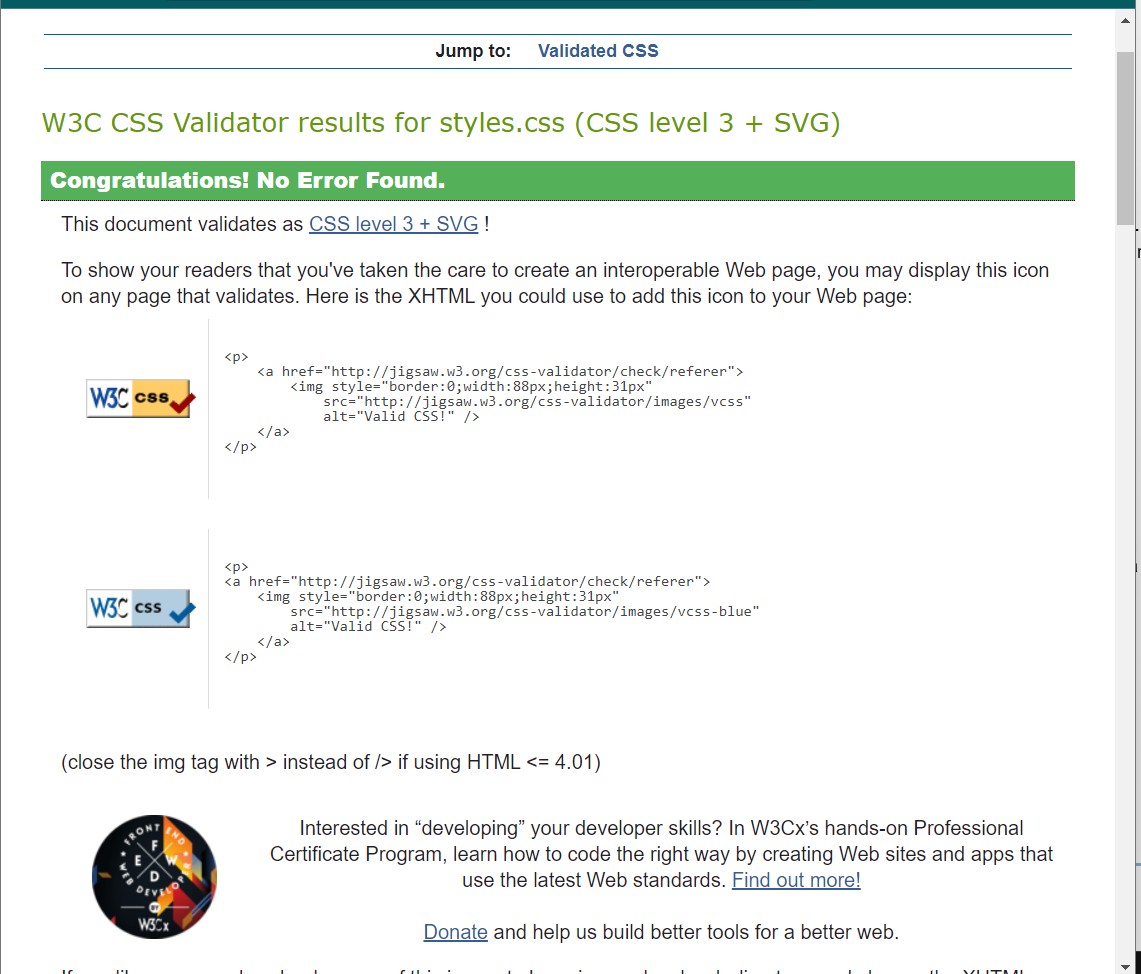 Jump to: Validated CSS
W3C CSS Validator results for styles.css (CSS level 3 + SVG)
Congratulations! No Error Found.
This document validates as CSS level 3 + SVG !
To show your readers that you've taken the care to create an interoperable Web page, you may display this icon
on any page that validates. Here is the XHTML you could use to add this icon to your Web page:
W3C css
<p>
    <a href="http://jigsaw.w3.org/css-validator/check/referer">
        <img style="border:0;width:88px;height:31px"
            src="http://jigsaw.w3.org/css-validator/images/vcss"
            alt="Valid CSS!" />
    </a>
</p>
W3C css
<p>
<a href="http://jigsaw.w3.org/css-validator/check/referer">
    <img style="border:0;width:88px;height:31px"
        src="http://jigsaw.w3.org/css-validator/images/vcss-blue"
        alt="Valid CSS!" />
    </a>
</p>
(close the img tag with > instead of /> if using HTML <= 4.01)
FRONT END
F
E W
D
WEB DEVELOPER
BY
W3Cx
Interested in “developing” your developer skills? In W3Cx’s hands-on Professional
Certificate Program, learn how to code the right way by creating Web sites and apps that
use the latest Web standards. Find out more!
Donate and help us build better tools for a better web.